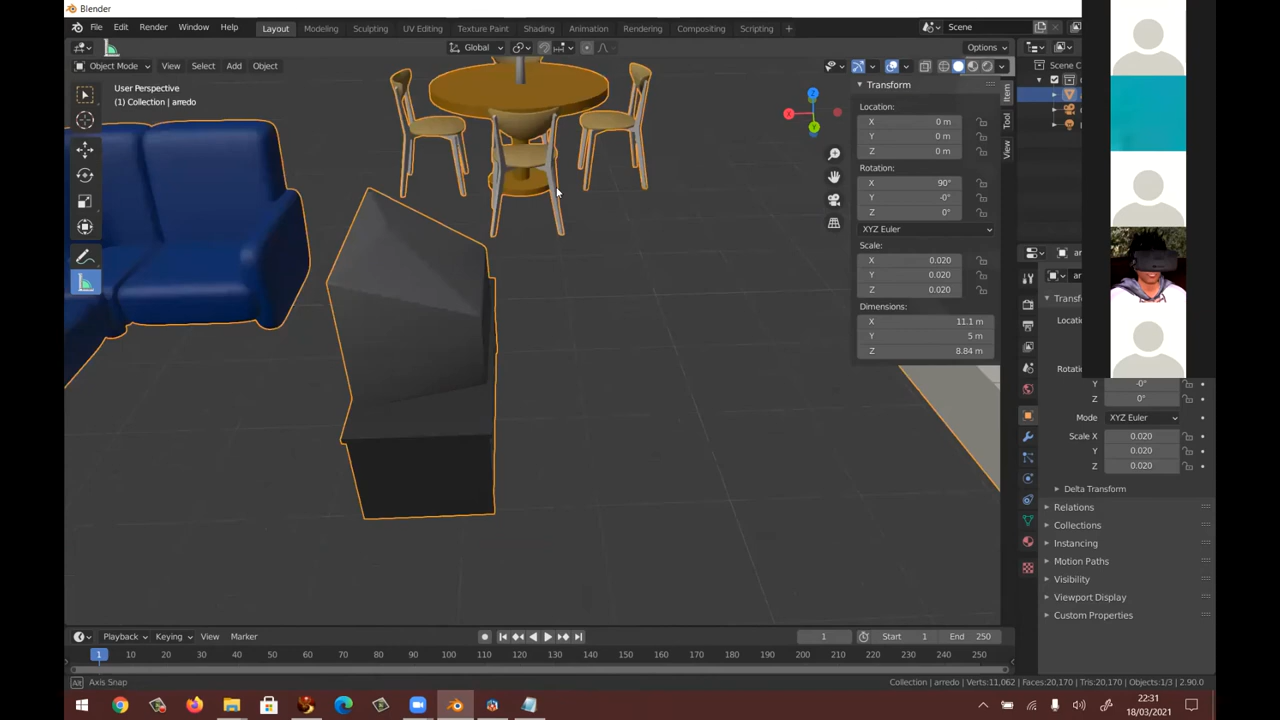 Blender
File Edit Render Window Help Layout Modeling Sculpting UV Editing Texture Paint Shading Animation Rendering Compositing Scripting + Scene
Global Options
Object Mode View Select Add Object
User Perspective
(1) Collection | arredo
Z
X
Y
Item
Tool
View
Transform
Location:
X 0 m
Y 0 m
Z 0 m
Rotation:
X 90°
Y -0°
Z 0°
XYZ Euler
Scale:
X 0.020
Y 0.020
Z 0.020
Dimensions:
X 11.1 m
Y 5 m
Z 8.84 m
Scene C
Y -0°
Z 0°
Mode XYZ Euler
Scale X 0.020
Y 0.020
Z 0.020
Delta Transform
Relations
Collections
Instancing
Motion Paths
Visibility
Viewport Display
Custom Properties
Playback Keying View Marker 1 Start 1 End 250
1 10 20 30 40 50 60 70 80 90 100 110 120 130 140 150 160 170 180 190 200 210 220 230 240 250
Alt Axis Snap
Collection | arredo | Verts:11,062 | Faces:20,170 | Tris:20,170 | Objects:1/3 | 2.90.0
22:31
18/03/2021